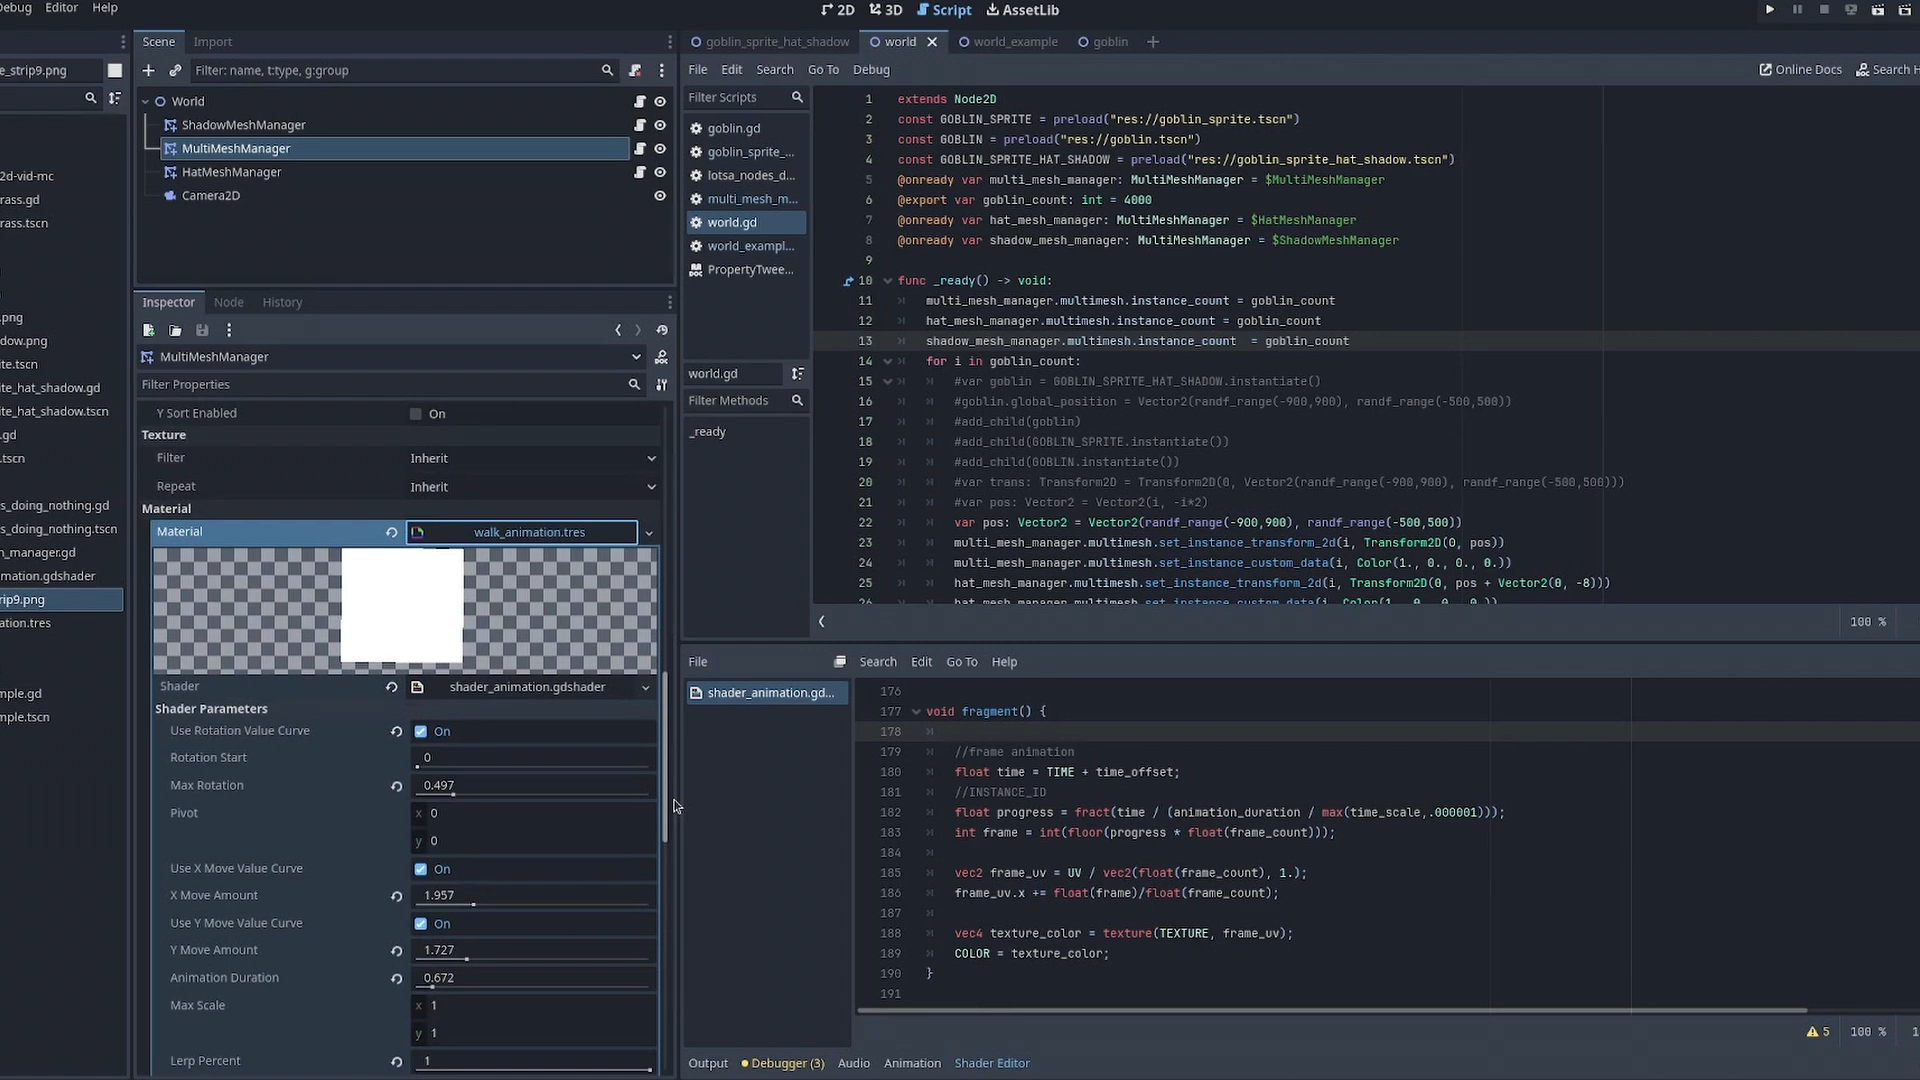 Debug Editor Help
2D 3D Script AssetLib
Scene Import
goblin_sprite_hat_shadow world world_example goblin
e_strip9.png
Filter: name, t:type, g:group
File Edit Search Go To Debug
Online Docs Search H
World
ShadowMeshManager
MultiMeshManager
HatMeshManager
Camera2D
2d-vid-mc
rass.gd
rass.tscn
.png
dow.png
ite.tscn
ite_hat_shadow.gd
ite_hat_shadow.tscn
.gd
.tscn
s_doing_nothing.gd
s_doing_nothing.tscn
h_manager.gd
mation.gdshader
rip9.png
ation.tres
mple.gd
mple.tscn
Filter Scripts
goblin.gd
goblin_sprite_...
lotsa_nodes_d...
multi_mesh_m...
world.gd
world_exampl...
PropertyTwee...
world.gd
Filter Methods
_ready
1 extends Node2D
2 const GOBLIN_SPRITE = preload("res://goblin_sprite.tscn")
3 const GOBLIN = preload("res://goblin.tscn")
4 const GOBLIN_SPRITE_HAT_SHADOW = preload("res://goblin_sprite_hat_shadow.tscn")
5 @onready var multi_mesh_manager: MultiMeshManager = $MultiMeshManager
6 @export var goblin_count: int = 4000
7 @onready var hat_mesh_manager: MultiMeshManager = $HatMeshManager
8 @onready var shadow_mesh_manager: MultiMeshManager = $ShadowMeshManager
9
10 func _ready() -> void:
11 multi_mesh_manager.multimesh.instance_count = goblin_count
12 hat_mesh_manager.multimesh.instance_count = goblin_count
13 shadow_mesh_manager.multimesh.instance_count  = goblin_count
14 for i in goblin_count:
15 #var goblin = GOBLIN_SPRITE_HAT_SHADOW.instantiate()
16 #goblin.global_position = Vector2(randf_range(-900,900), randf_range(-500,500))
17 #add_child(goblin)
18 #add_child(GOBLIN_SPRITE.instantiate())
19 #add_child(GOBLIN.instantiate())
20 #var trans: Transform2D = Transform2D(0, Vector2(randf_range(-900,900), randf_range(-500,500)))
21 #var pos: Vector2 = Vector2(i, -i*2)
22 var pos: Vector2 = Vector2(randf_range(-900,900), randf_range(-500,500))
23 multi_mesh_manager.multimesh.set_instance_transform_2d(i, Transform2D(0, pos))
24 multi_mesh_manager.multimesh.set_instance_custom_data(i, Color(1., 0., 0., 0.))
25 hat_mesh_manager.multimesh.set_instance_transform_2d(i, Transform2D(0, pos + Vector2(0, -8)))
26 hat_mesh_manager.multimesh.set_instance_custom_data(i, Color(1., 0., 0., 0.))
100 %
Inspector Node History
MultiMeshManager
Filter Properties
Y Sort Enabled On
Texture
Filter Inherit
Repeat Inherit
Material
Material walk_animation.tres
Shader shader_animation.gdshader
Shader Parameters
Use Rotation Value Curve On
Rotation Start 0
Max Rotation 0.497
Pivot x 0
y 0
Use X Move Value Curve On
X Move Amount 1.957
Use Y Move Value Curve On
Y Move Amount 1.727
Animation Duration 0.672
Max Scale x 1
y 1
Lerp Percent 1
File Search Edit Go To Help
shader_animation.gd...
176
177 void fragment() {
178
179 //frame animation
180 float time = TIME + time_offset;
181 //INSTANCE_ID
182 float progress = fract(time / (animation_duration / max(time_scale,.000001)));
183 int frame = int(floor(progress * float(frame_count)));
184
185 vec2 frame_uv = UV / vec2(float(frame_count), 1.);
186 frame_uv.x += float(frame)/float(frame_count);
187
188 vec4 texture_color = texture(TEXTURE, frame_uv);
189 COLOR = texture_color;
190 }
191
5 100 % 1
Output Debugger (3) Audio Animation Shader Editor